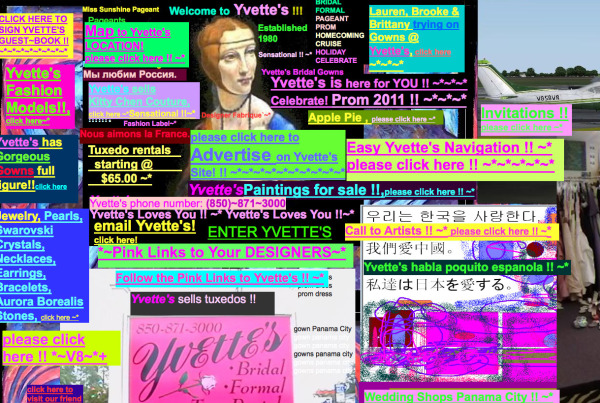 CLICK HERE TO
SIGN YVETTE'S
GUEST~BOOK !!
~*~*~*~*~*~*~
Miss Sunshine Pageant
Pageants
Map to Yvette's
LOCATION!
please click here !! ~*
Welcome to Yvette's !!!
Established
1980
Sensational !! ~*
Yvette's Bridal Gowns
BRIDAL
FORMAL
PAGEANT
PROM
HOMECOMING
CRUISE
HOLIDAY
CELEBRATE
Lauren, Brooke &
Brittany trying on
Gowns @
Yvette's, click here
Yvette's
Fashion
Models!!,
click here~*
Мы любим Россия.
Yvette's sells
Kitty Chen Couture,
click here ~*Sensational !! ~*
Fashion Label~*
Designer Fabrique ~*
Nous aimons la France.
Yvette's is here for YOU !! ~*~*~
Celebrate! Prom 2011 !! ~*~*~
Apple Pie , please click here ~*
Invitations !!
please click here ~*
Yvette's has
Gorgeous
Gowns full
figure!! click here
Tuxedo rentals
starting @
$65.00 ~*
please click here to
Advertise on Yvette's
Site! !! ~*~*~*~*~*~*~
Easy Yvette's Navigation !! ~*
please click here !! ~*~*~*~*~*
Yvette's Paintings for sale !!, please click here !! ~*
Yvette's phone number: (850)~871~3000
Yvette's Loves You !! ~* Yvette's Loves You !!~*
Jewelry, Pearls,
Swarovski
Crystals,
Necklaces,
Earrings,
Bracelets,
Aurora Borealis
Stones, click here ~*
email Yvette's!
click here!
ENTER YVETTE'S
우리는 한국을 사랑한다.
Call to Artists !! ~* please click here !! ~*
我們愛中國。
Yvette's habla poquito espanola !! ~*
私達は日本を愛する。
*~Pink Links to Your DESIGNERS~*
Follow the Pink Links to Yvette's !! ~*
Yvette's sells tuxedos !!
prom dress
please click
here !! *~V8~*+
850-871-3000
Yvette's
Bridal
Formal
gown Panama City
gown Panama City
gowns panama city
gowns panama city
click here to
visit our friend
Wedding Shops Panama City !! ~*